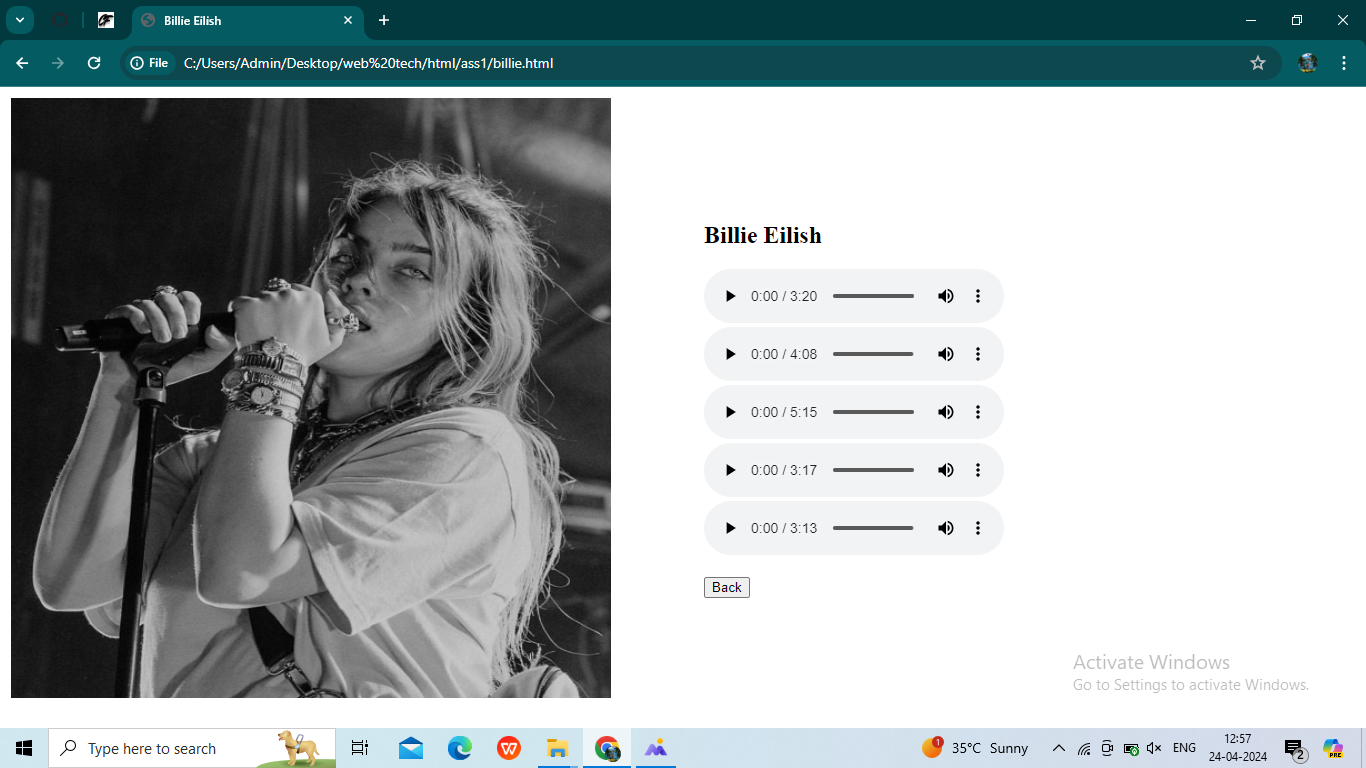 Billie Eilish
File
C:/Users/Admin/Desktop/web%20tech/html/ass1/billie.html
Billie Eilish
0:00 / 3:20
0:00 / 4:08
0:00 / 5:15
0:00 / 3:17
0:00 / 3:13
Back
Activate Windows
Go to Settings to activate Windows.
Type here to search
W
1
35°C Sunny
ENG
12:57
24-04-2024
2
PRE